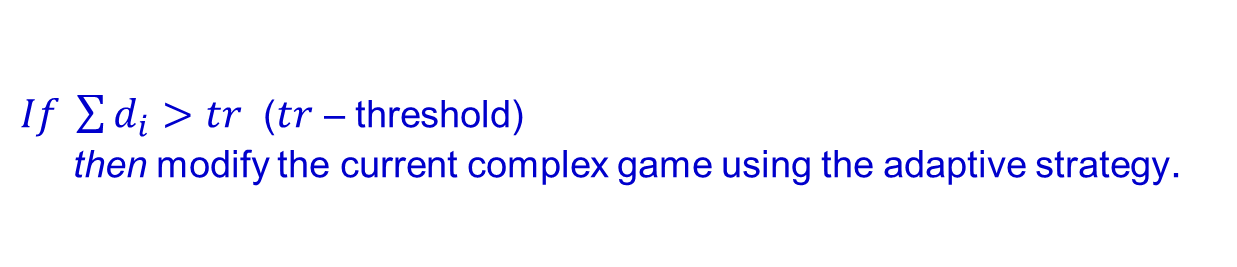 If ∑ dᵢ > tr (tr – threshold)
then modify the current complex game using the adaptive strategy.